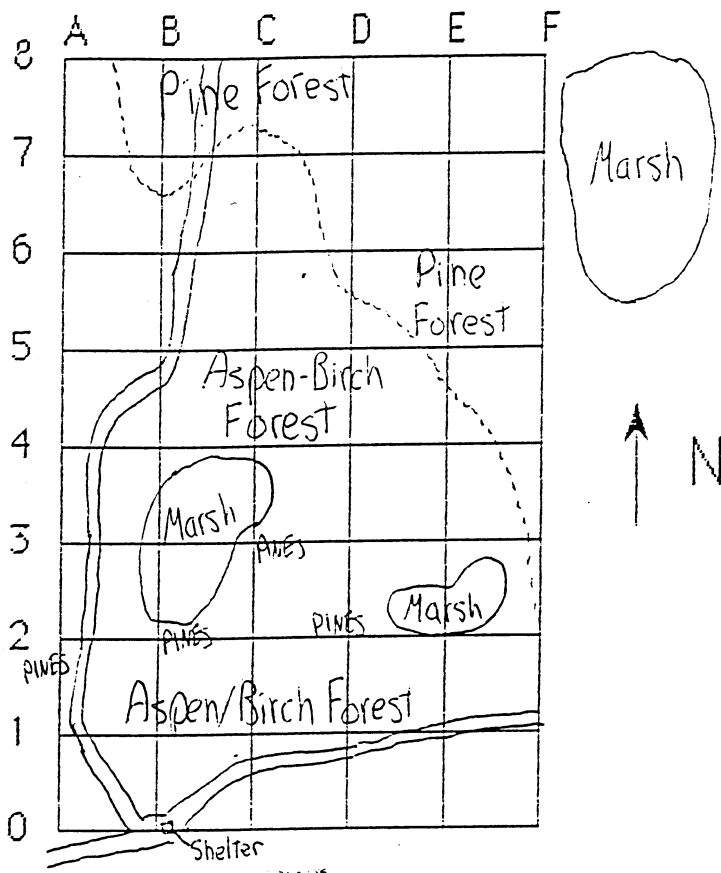 A B C D E F
8
Pine Forest
7
Marsh
6
Pine
Forest
5
Aspen-Birch
Forest
4
N
Marsh
3
PINES
Marsh
PINES
PINES
2
PINES
Aspen/Birch Forest
1
0
Shelter